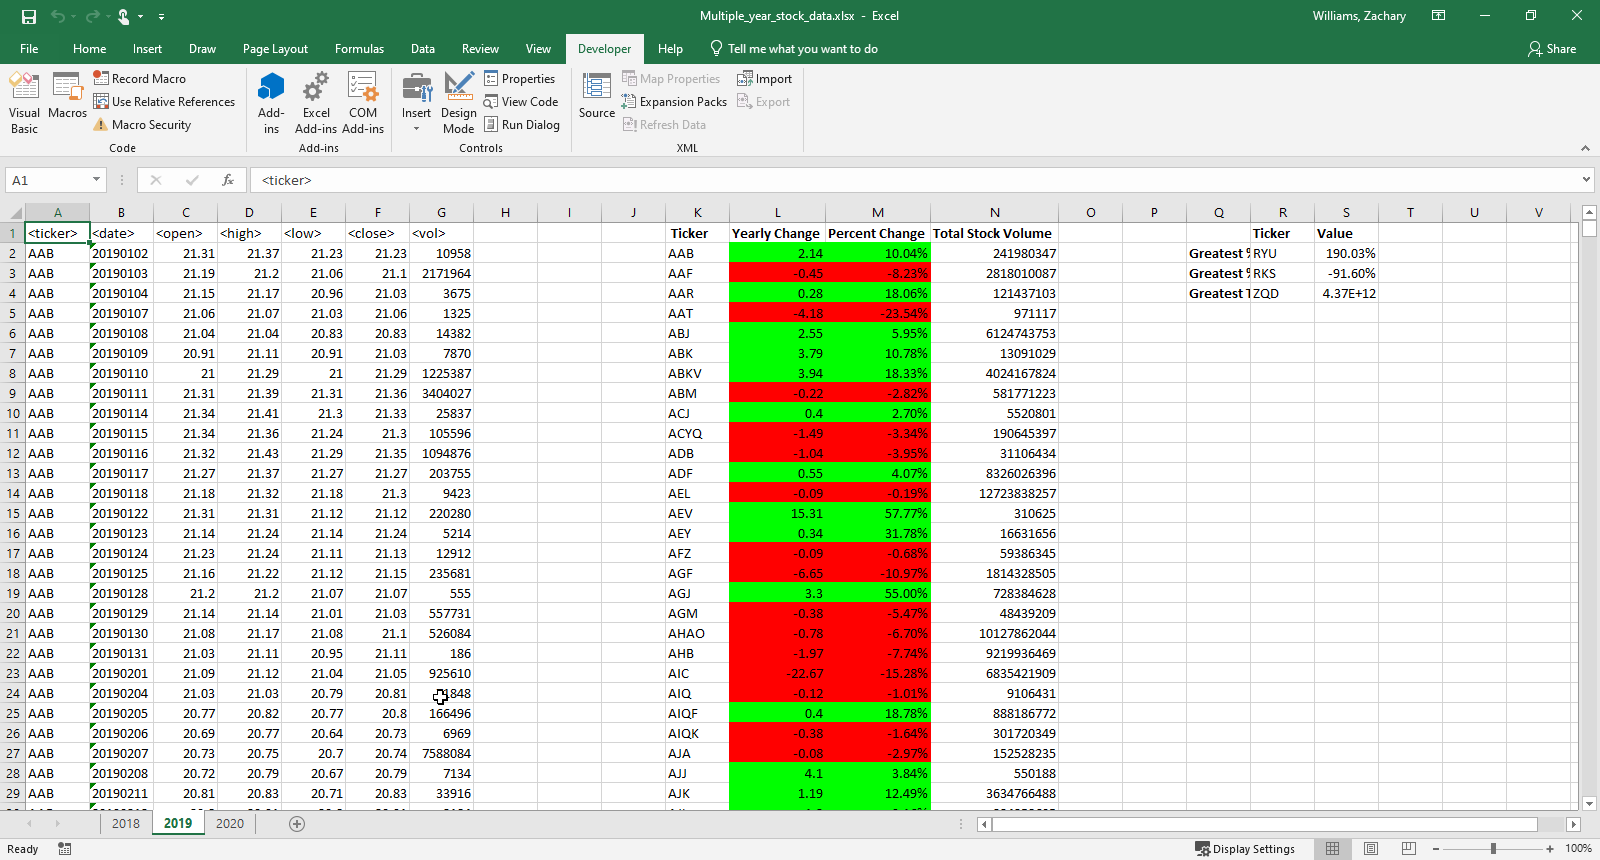 Multiple_year_stock_data.xlsx - Excel
Williams, Zachary
File Home Insert Draw Page Layout Formulas Data Review View Developer Help Tell me what you want to do Share
Visual Basic
Macros
Record Macro
Use Relative References
Macro Security
Code
Add-ins
Excel Add-ins
COM Add-ins
Add-ins
Insert
Design Mode
Properties
View Code
Run Dialog
Controls
Source
Map Properties
Expansion Packs
Refresh Data
Import
Export
XML
A1 fx <ticker>
A B C D E F G H I J K L M N O P Q R S T U V
1 <ticker> <date> <open> <high> <low> <close> <vol> Ticker Yearly Change Percent Change Total Stock Volume Ticker Value
2 AAB 20190102 21.31 21.37 21.23 21.23 10958 AAB 2.14 10.04% 241980347 Greatest % RYU 190.03%
3 AAB 20190103 21.19 21.2 21.06 21.1 2171964 AAF -0.45 -8.23% 2818010087 Greatest % RKS -91.60%
4 AAB 20190104 21.15 21.17 20.96 21.03 3675 AAR 0.28 18.06% 121437103 Greatest T ZQD 4.37E+12
5 AAB 20190107 21.06 21.07 21.03 21.06 1325 AAT -4.18 -23.54% 971117
6 AAB 20190108 21.04 21.04 20.83 20.83 14382 ABJ 2.55 5.95% 6124743753
7 AAB 20190109 20.91 21.11 20.91 21.03 7870 ABK 3.79 10.78% 13091029
8 AAB 20190110 21 21.29 21 21.29 1225387 ABKV 3.94 18.33% 4024167824
9 AAB 20190111 21.31 21.39 21.31 21.36 3404027 ABM -0.22 -2.82% 581771223
10 AAB 20190114 21.34 21.41 21.3 21.33 25837 ACJ 0.4 2.70% 5520801
11 AAB 20190115 21.34 21.36 21.24 21.3 105596 ACYQ -1.49 -3.34% 190645397
12 AAB 20190116 21.32 21.43 21.29 21.35 1094876 ADB -1.04 -3.95% 31106434
13 AAB 20190117 21.27 21.37 21.27 21.27 203755 ADF 0.55 4.07% 8326026396
14 AAB 20190118 21.18 21.32 21.18 21.3 9423 AEL -0.09 -0.19% 12723838257
15 AAB 20190122 21.31 21.31 21.12 21.12 220280 AEV 15.31 57.77% 310625
16 AAB 20190123 21.14 21.24 21.14 21.24 5214 AEY 0.34 31.78% 16631656
17 AAB 20190124 21.23 21.24 21.11 21.13 12912 AFZ -0.09 -0.68% 59386345
18 AAB 20190125 21.16 21.22 21.12 21.15 235681 AGF -6.65 -10.97% 1814328505
19 AAB 20190128 21.2 21.2 21.07 21.07 555 AGJ 3.3 55.00% 728384628
20 AAB 20190129 21.14 21.14 21.01 21.03 557731 AGM -0.38 -5.47% 48439209
21 AAB 20190130 21.08 21.17 21.08 21.1 526084 AHAO -0.78 -6.70% 10127862044
22 AAB 20190131 21.03 21.11 20.95 21.11 186 AHB -1.97 -7.74% 9219936469
23 AAB 20190201 21.09 21.12 21.04 21.05 925610 AIC -22.67 -15.28% 6835421909
24 AAB 20190204 21.03 21.03 20.79 20.81 AIQ -0.12 -1.01% 9106431
25 AAB 20190205 20.77 20.82 20.77 20.8 166496 AIQF 0.4 18.78% 888186772
26 AAB 20190206 20.69 20.77 20.64 20.73 6969 AIQK -0.38 -1.64% 301720349
27 AAB 20190207 20.73 20.75 20.7 20.74 7588084 AJA -0.08 -2.97% 152528235
28 AAB 20190208 20.72 20.79 20.67 20.79 7134 AJJ 4.1 3.84% 550188
29 AAB 20190211 20.81 20.83 20.71 20.83 33916 AJK 1.19 12.49% 3634766488
2018 2019 2020
Ready Display Settings 100%